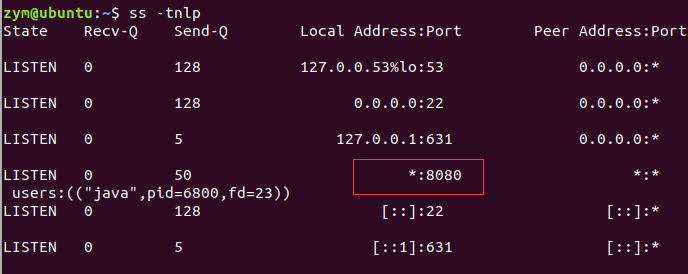 zym@ubuntu:~$ ss -tnlp
State Recv-Q Send-Q Local Address:Port Peer Address:Port
LISTEN 0 128 127.0.0.53%lo:53 0.0.0.0:*
LISTEN 0 128 0.0.0.0:22 0.0.0.0:*
LISTEN 0 5 127.0.0.1:631 0.0.0.0:*
LISTEN 0 50 *:8080 *:*
users:(("java",pid=6800,fd=23))
LISTEN 0 128 [::]:22 [::]:*
LISTEN 0 5 [::1]:631 [::]:*